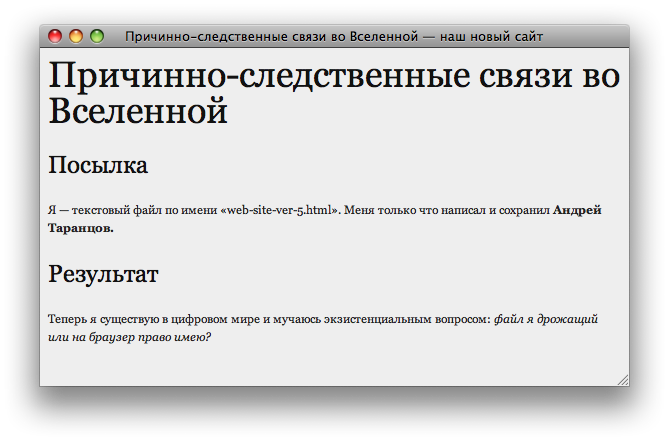 Причинно-следственные связи во Вселенной — наш новый сайт
Причинно-следственные связи во
Вселенной
Посылка
Я — текстовый файл по имени «web-site-ver-5.html». Меня только что написал и сохранил Андрей
Таранцов.
Результат
Теперь я существую в цифровом мире и мучаюсь экзистенциальным вопросом: файл я дрожащий
или на браузер право имею?